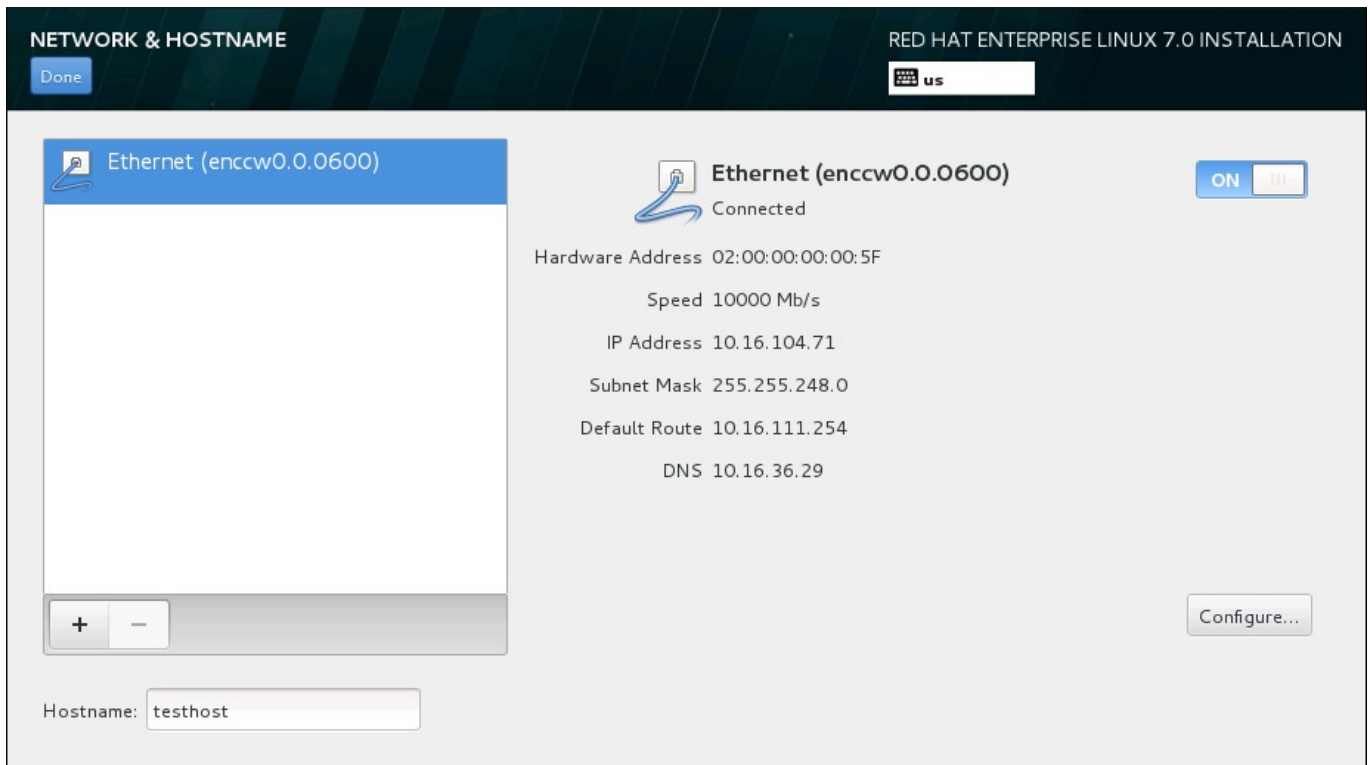 NETWORK & HOSTNAME
RED HAT ENTERPRISE LINUX 7.0 INSTALLATION
Done
us
Ethernet (enccw0.0.0600)
Ethernet (enccw0.0.0600)
Connected
ON
Hardware Address 02:00:00:00:00:5F
Speed 10000 Mb/s
IP Address 10.16.104.71
Subnet Mask 255.255.248.0
Default Route 10.16.111.254
DNS 10.16.36.29
+ −
Configure...
Hostname: testhost